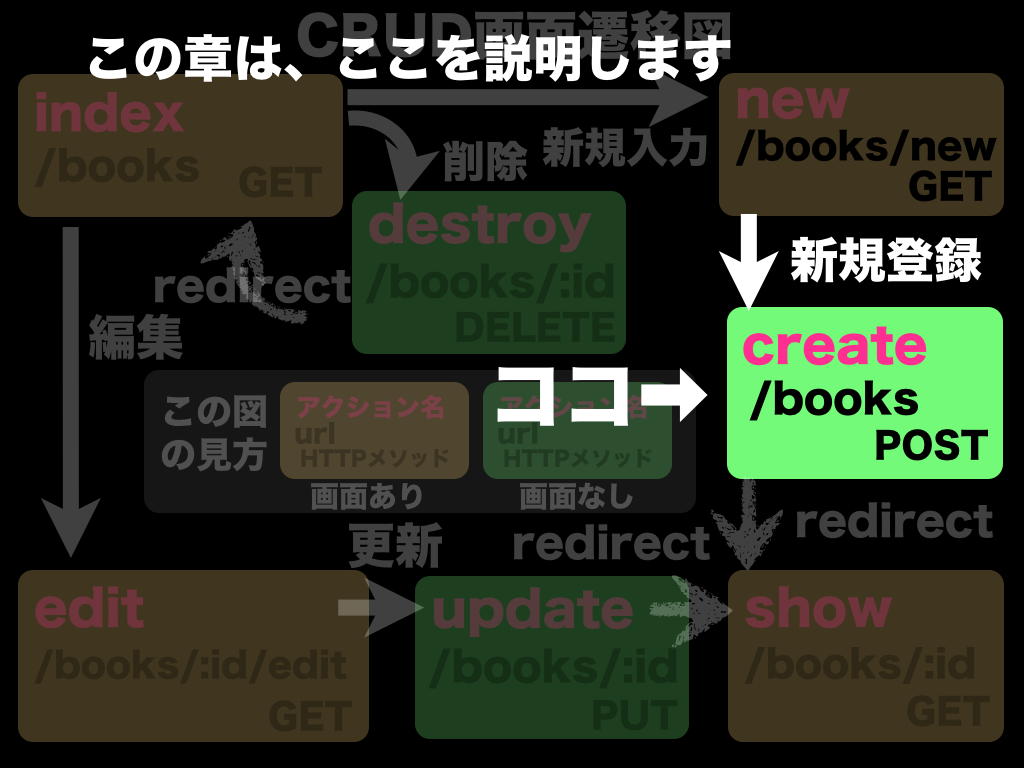 CRUD画面遷移図
この章は、ここを説明します
index
/books
GET
new
/books/new
GET
削除
新規入力
destroy
/books/:id
DELETE
redirect
新規登録
編集
create
/books
POST
ココ
この図
の見方
アクション名
url
HTTPメソッド
画面あり
アクション名
url
HTTPメソッド
画面なし
更新
redirect
redirect
edit
/books/:id/edit
GET
update
/books/:id
PUT
show
/books/:id
GET